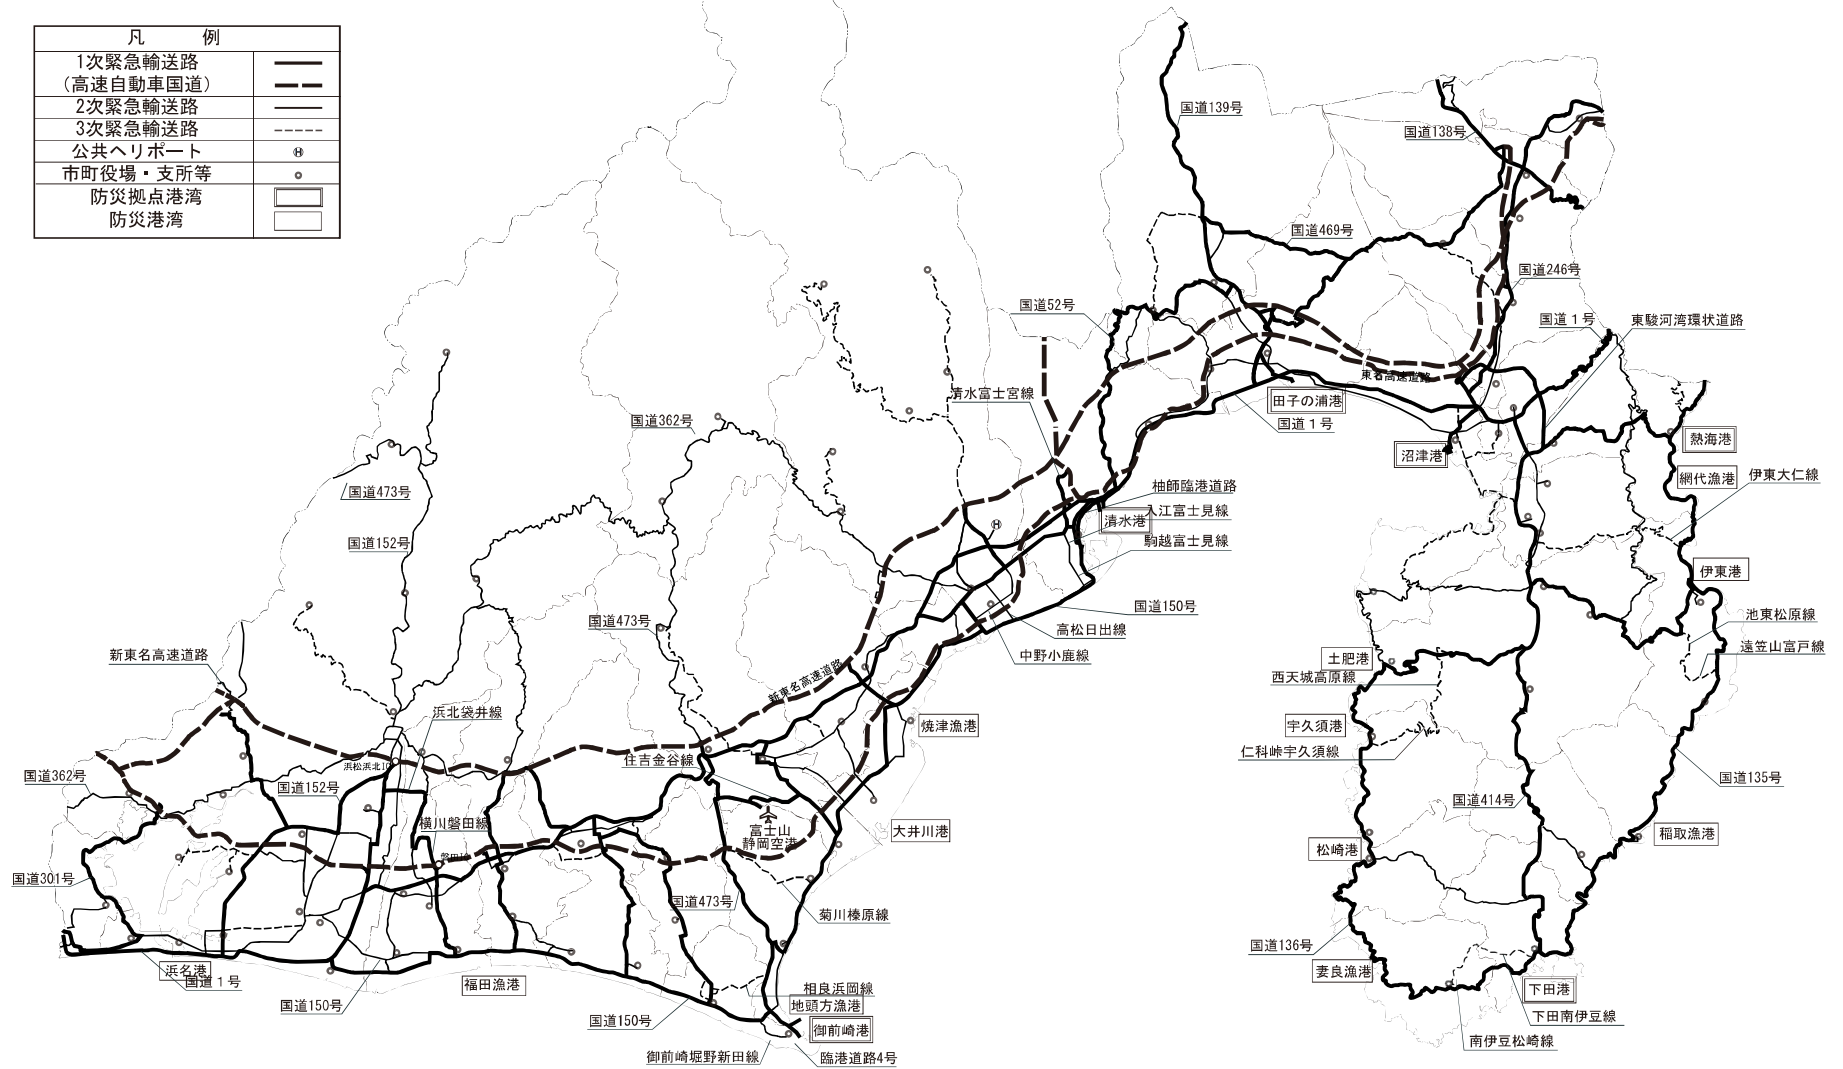 凡　例
1次緊急輸送路
（高速自動車国道）
2次緊急輸送路
3次緊急輸送路
公共ヘリポート
Ⓗ
市町役場・支所等
防災拠点港湾
防災港湾
国道139号
国道138号
国道469号
国道246号
国道52号
国道１号
東駿河湾環状道路
東名高速道路
清水富士宮線
田子の浦港
国道１号
国道362号
沼津港
熱海港
網代漁港
伊東大仁線
国道473号
柚師臨港道路
入江富士見線
清水港
駒越富士見線
Ⓗ
国道152号
伊東港
国道150号
池東松原線
国道473号
高松日出線
中野小鹿線
遠笠山富戸線
新東名高速道路
土肥港
西天城高原線
新東名高速道路
浜北袋井線
焼津漁港
宇久須港
仁科峠宇久須線
住吉金谷線
浜松浜北IC
国道362号
国道152号
国道135号
国道414号
横川磐田線
富士山
静岡空港
大井川港
稲取漁港
磐田IC
松崎港
国道301号
国道473号
菊川榛原線
国道136号
浜名港
国道１号
妻良漁港
福田漁港
相良浜岡線
下田港
国道150号
地頭方漁港
国道150号
御前崎港
下田南伊豆線
南伊豆松崎線
御前崎堀野新田線
臨港道路4号